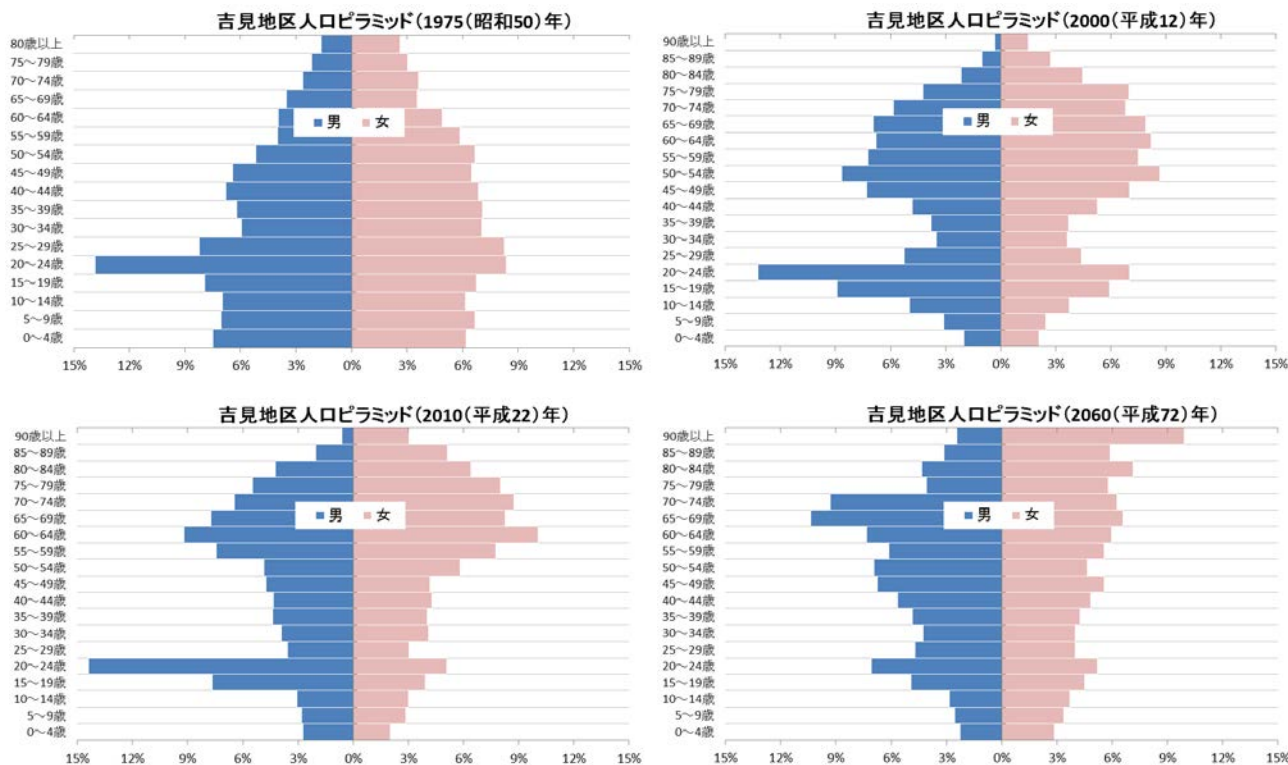 吉見地区人口ピラミッド(1975(昭和50)年)
80歳以上
75～79歳
70～74歳
65～69歳
60～64歳
55～59歳
50～54歳
45～49歳
40～44歳
35～39歳
30～34歳
25～29歳
20～24歳
15～19歳
10～14歳
5～9歳
0～4歳
男 女
15% 12% 9% 6% 3% 0% 3% 6% 9% 12% 15%
吉見地区人口ピラミッド(2000(平成12)年)
90歳以上
85～89歳
80～84歳
75～79歳
70～74歳
65～69歳
60～64歳
55～59歳
50～54歳
45～49歳
40～44歳
35～39歳
30～34歳
25～29歳
20～24歳
15～19歳
10～14歳
5～9歳
0～4歳
男 女
15% 12% 9% 6% 3% 0% 3% 6% 9% 12% 15%
吉見地区人口ピラミッド(2010(平成22)年)
90歳以上
85～89歳
80～84歳
75～79歳
70～74歳
65～69歳
60～64歳
55～59歳
50～54歳
45～49歳
40～44歳
35～39歳
30～34歳
25～29歳
20～24歳
15～19歳
10～14歳
5～9歳
0～4歳
男 女
15% 12% 9% 6% 3% 0% 3% 6% 9% 12% 15%
吉見地区人口ピラミッド(2060(平成72)年)
90歳以上
85～89歳
80～84歳
75～79歳
70～74歳
65～69歳
60～64歳
55～59歳
50～54歳
45～49歳
40～44歳
35～39歳
30～34歳
25～29歳
20～24歳
15～19歳
10～14歳
5～9歳
0～4歳
男 女
15% 12% 9% 6% 3% 0% 3% 6% 9% 12% 15%